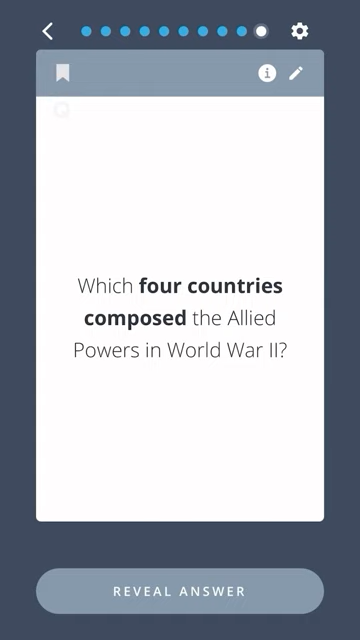 Which four countries
composed the Allied
Powers in World War II?
REVEAL ANSWER